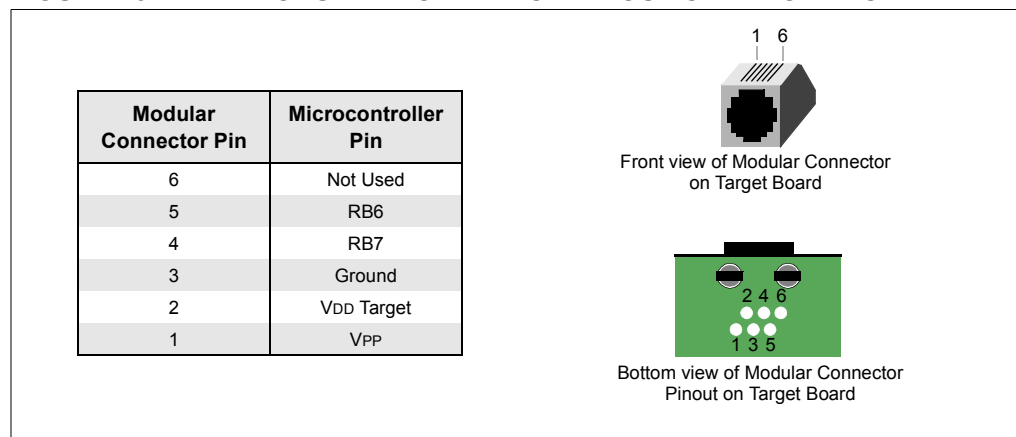 Modular Connector Pin
Microcontroller Pin
6 Not Used
5 RB6
4 RB7
3 Ground
2 VDD Target
1 VPP
1 6
Front view of Modular Connector
on Target Board
2 4 6
1 3 5
Bottom view of Modular Connector
Pinout on Target Board